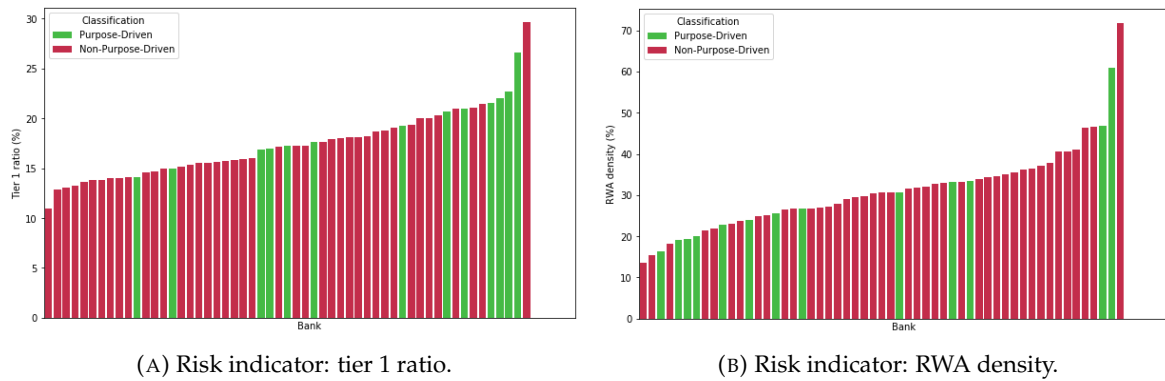 Classification
Purpose-Driven
Non-Purpose-Driven
Tier 1 ratio (%)
30
25
20
15
10
5
0
Bank
(A) Risk indicator: tier 1 ratio.
Classification
Purpose-Driven
Non-Purpose-Driven
RWA density (%)
70
60
50
40
30
20
10
0
Bank
(B) Risk indicator: RWA density.